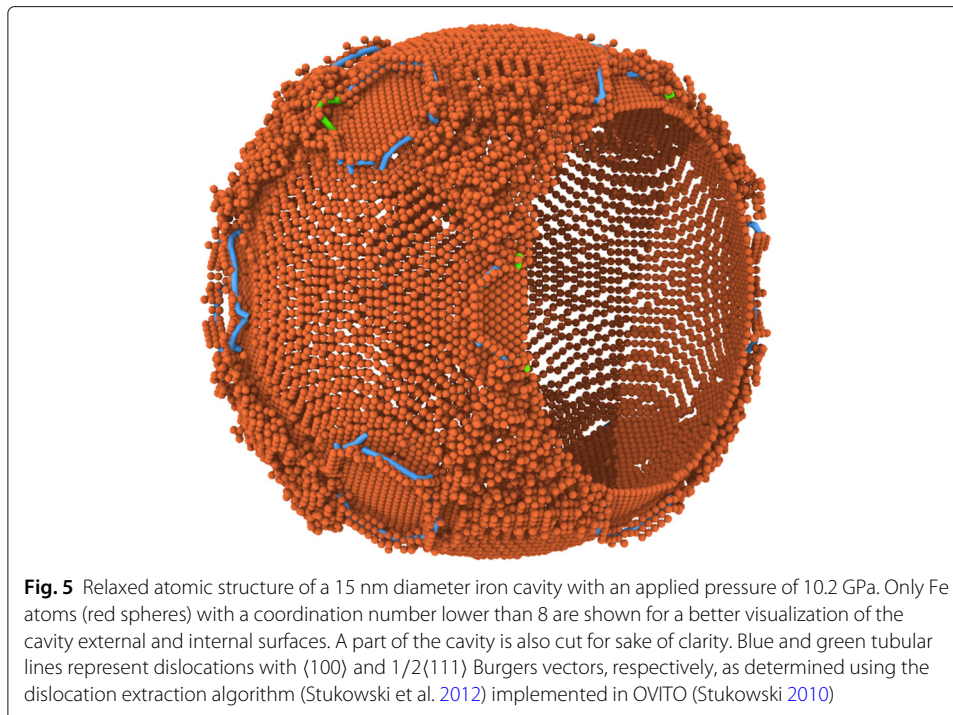 Fig. 5 Relaxed atomic structure of a 15 nm diameter iron cavity with an applied pressure of 10.2 GPa. Only Fe
atoms (red spheres) with a coordination number lower than 8 are shown for a better visualization of the
cavity external and internal surfaces. A part of the cavity is also cut for sake of clarity. Blue and green tubular
lines represent dislocations with ⟨100⟩ and 1/2⟨111⟩ Burgers vectors, respectively, as determined using the
dislocation extraction algorithm (Stukowski et al. 2012) implemented in OVITO (Stukowski 2010)